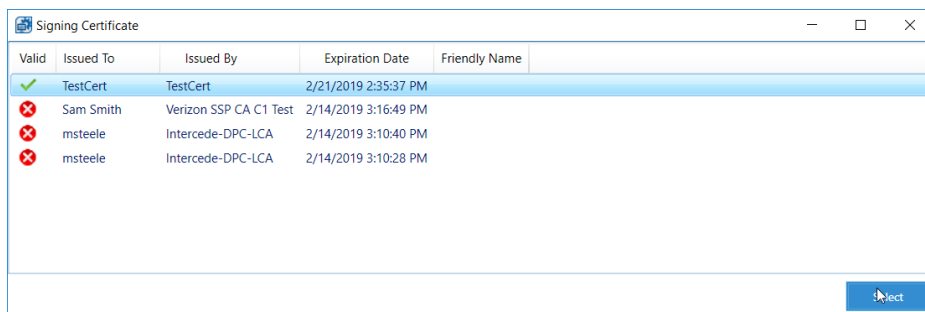 Signing Certificate
Valid Issued To Issued By Expiration Date Friendly Name
TestCert TestCert 2/21/2019 2:35:37 PM
Sam Smith Verizon SSP CA C1 Test 2/14/2019 3:16:49 PM
msteele Intercede-DPC-LCA 2/14/2019 3:10:40 PM
msteele Intercede-DPC-LCA 2/14/2019 3:10:28 PM
Select